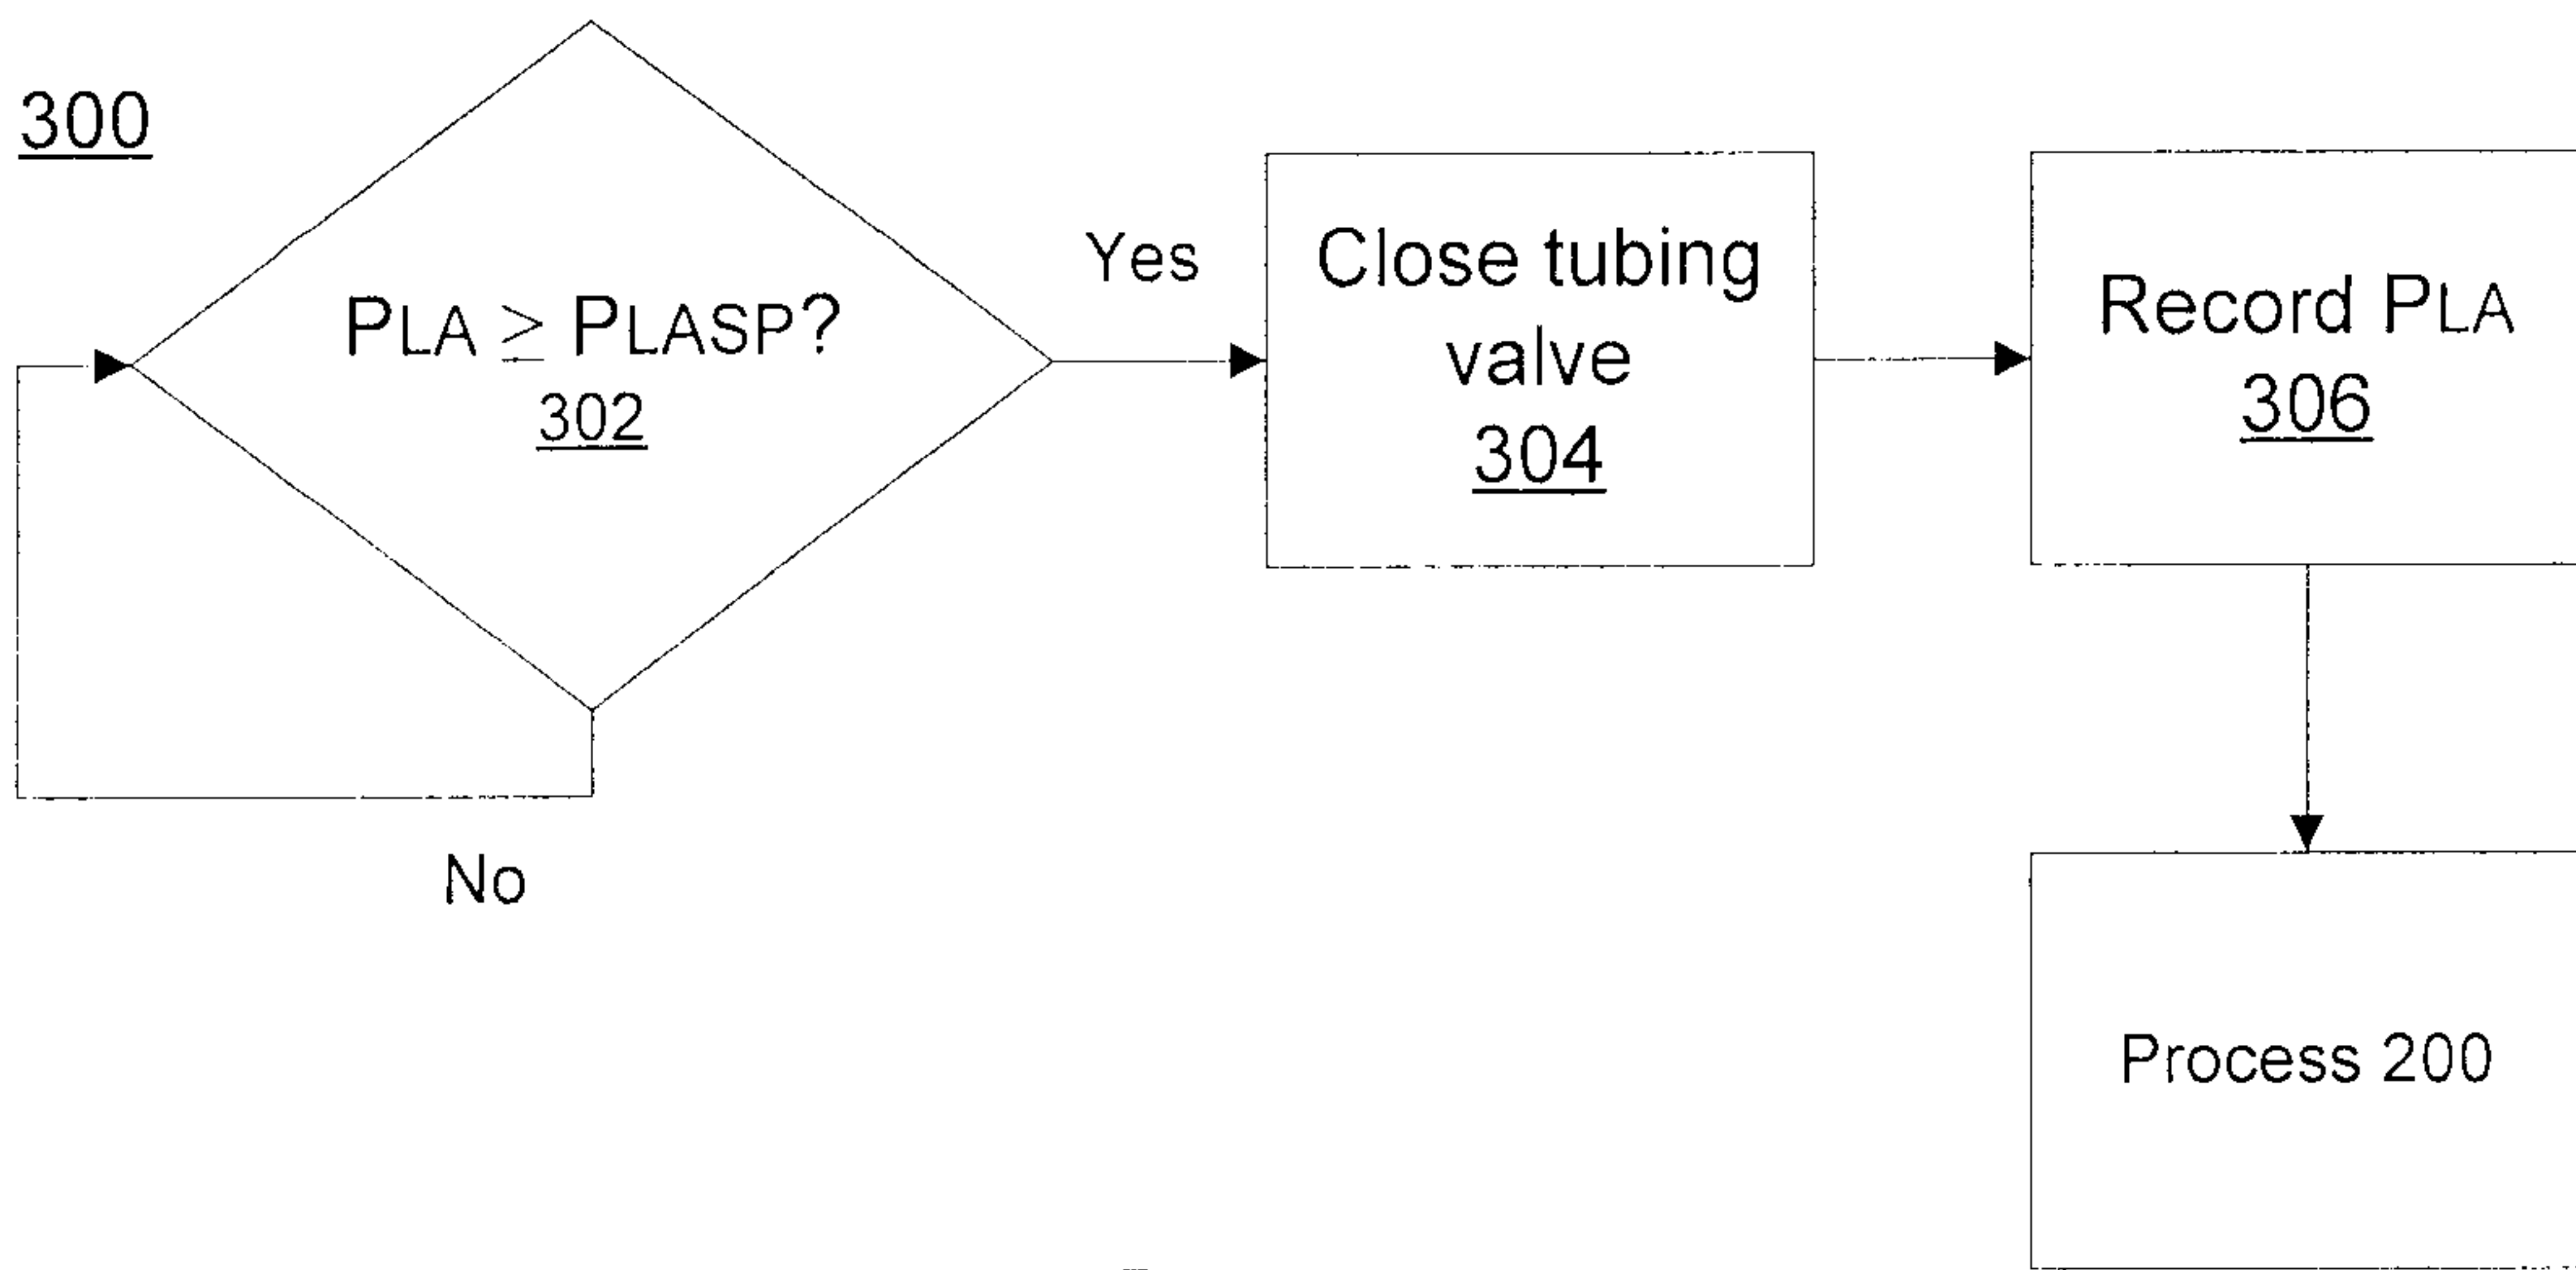 300
PLA ≥ PLASP?
302
Yes
Close tubing
valve
304
Record PLA
306
No
Process 200